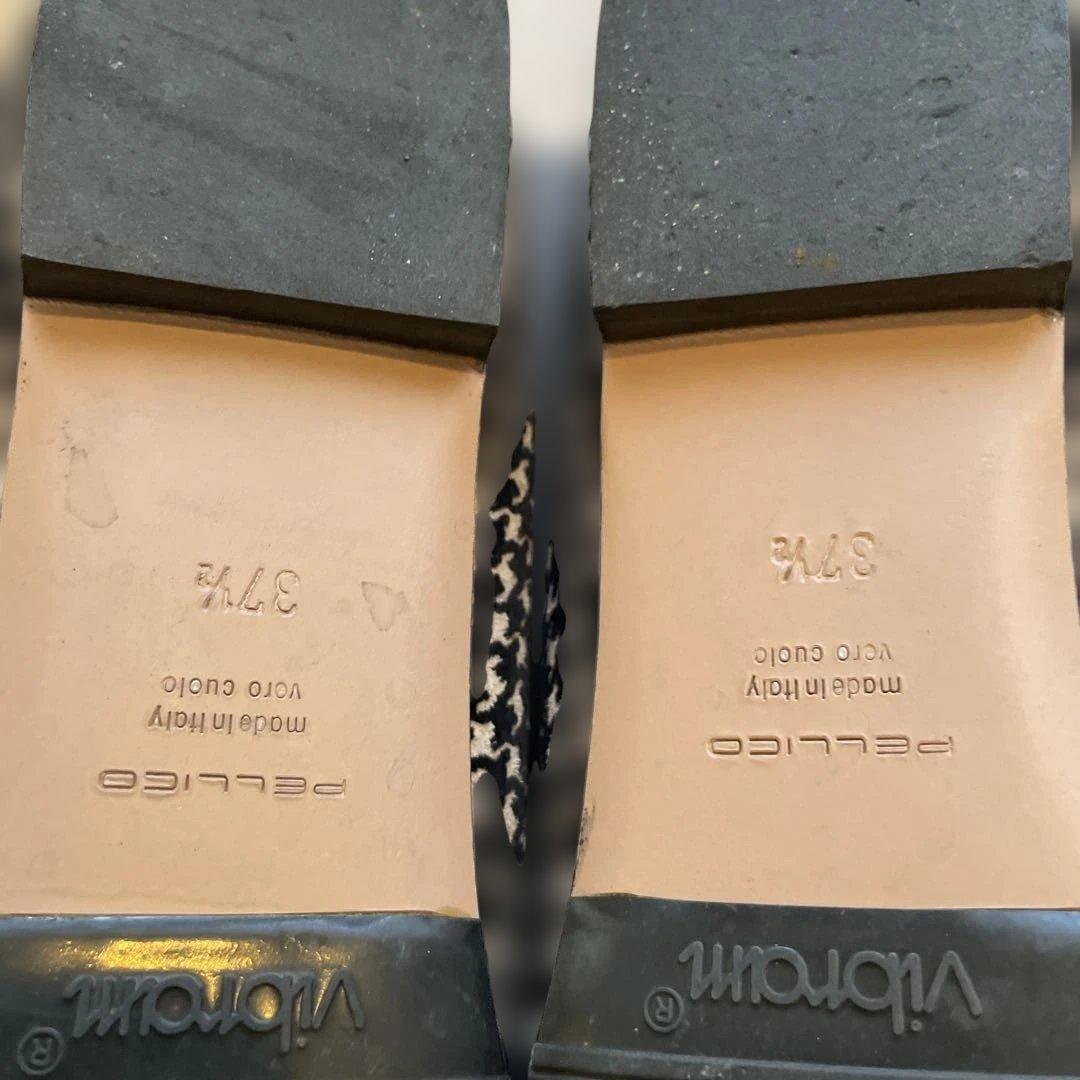 vibram®
PELLICO
made in Italy
vero cuoio
37½
vibram®
PELLICO
made in Italy
vero cuoio
37½